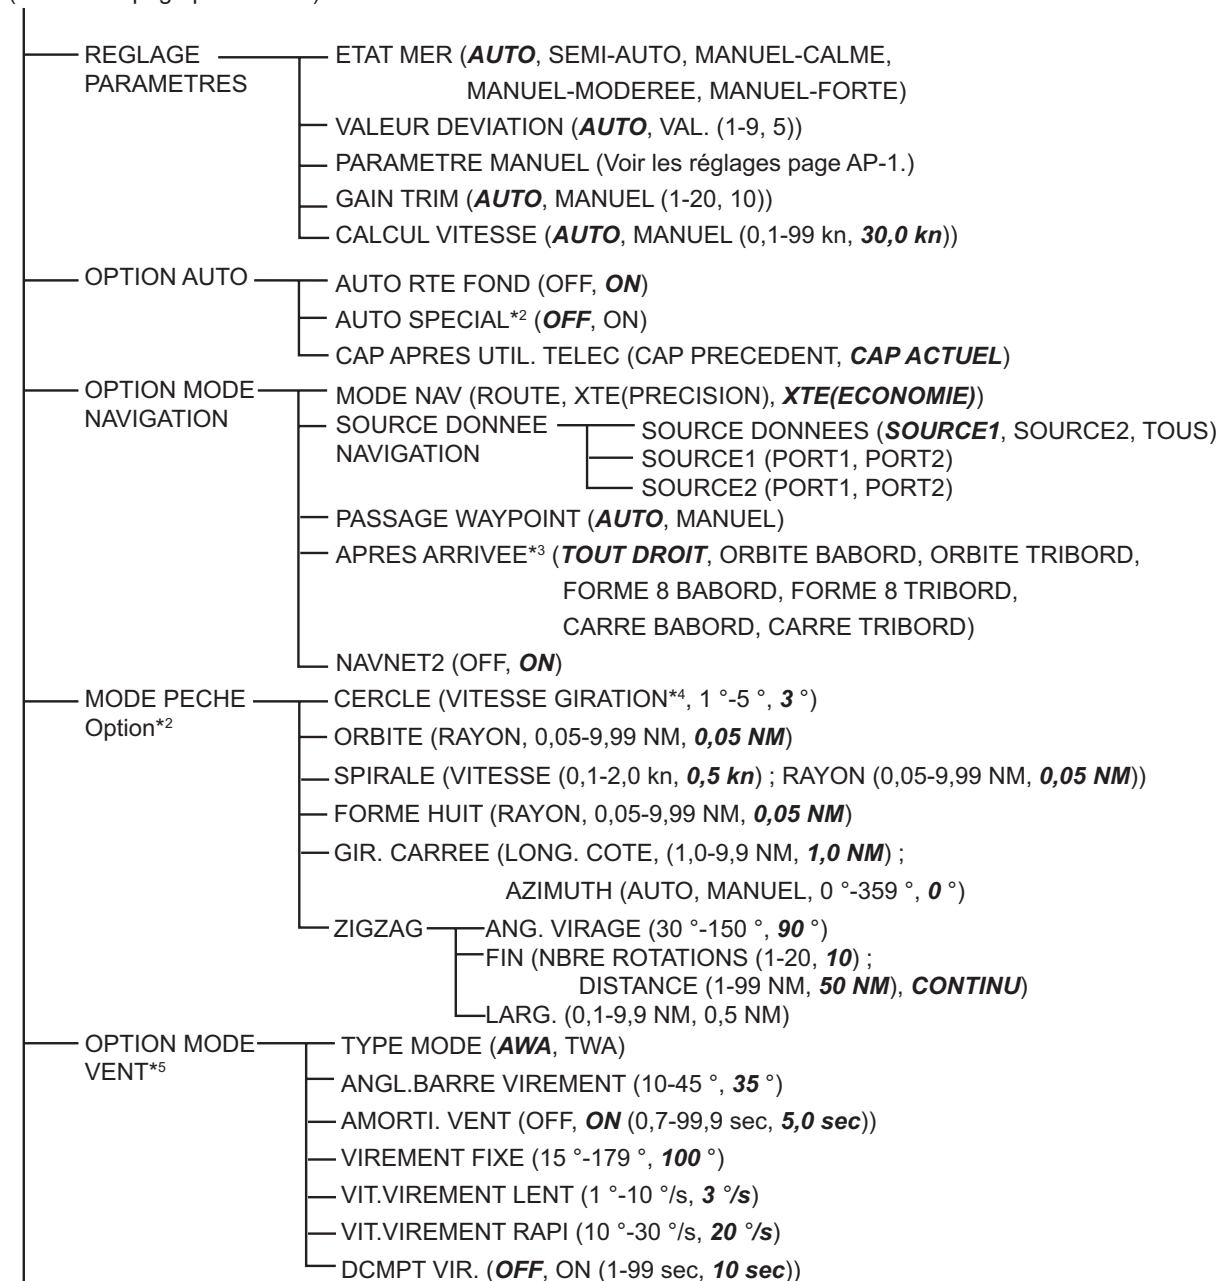 REGLAGE
PARAMETRES
ETAT MER (AUTO, SEMI-AUTO, MANUEL-CALME,
MANUEL-MODEREE, MANUEL-FORTE)
VALEUR DEVIATION (AUTO, VAL. (1-9, 5))
PARAMETRE MANUEL (Voir les réglages page AP-1.)
GAIN TRIM (AUTO, MANUEL (1-20, 10))
CALCUL VITESSE (AUTO, MANUEL (0,1-99 kn, 30,0 kn))
OPTION AUTO
AUTO RTE FOND (OFF, ON)
AUTO SPECIAL*2 (OFF, ON)
CAP APRES UTIL. TELEC (CAP PRECEDENT, CAP ACTUEL)
OPTION MODE
NAVIGATION
MODE NAV (ROUTE, XTE(PRECISION), XTE(ECONOMIE))
SOURCE DONNEE
NAVIGATION
SOURCE DONNEES (SOURCE1, SOURCE2, TOUS)
SOURCE1 (PORT1, PORT2)
SOURCE2 (PORT1, PORT2)
PASSAGE WAYPOINT (AUTO, MANUEL)
APRES ARRIVEE*3 (TOUT DROIT, ORBITE BABORD, ORBITE TRIBORD,
FORME 8 BABORD, FORME 8 TRIBORD,
CARRE BABORD, CARRE TRIBORD)
NAVNET2 (OFF, ON)
MODE PECHE
Option*2
CERCLE (VITESSE GIRATION*4, 1 °-5 °, 3 °)
ORBITE (RAYON, 0,05-9,99 NM, 0,05 NM)
SPIRALE (VITESSE (0,1-2,0 kn, 0,5 kn) ; RAYON (0,05-9,99 NM, 0,05 NM))
FORME HUIT (RAYON, 0,05-9,99 NM, 0,05 NM)
GIR. CARREE (LONG. COTE, (1,0-9,9 NM, 1,0 NM) ;
AZIMUTH (AUTO, MANUEL, 0 °-359 °, 0 °)
ZIGZAG
ANG. VIRAGE (30 °-150 °, 90 °)
FIN (NBRE ROTATIONS (1-20, 10) ;
DISTANCE (1-99 NM, 50 NM), CONTINU)
LARG. (0,1-9,9 NM, 0,5 NM)
OPTION MODE
VENT*5
TYPE MODE (AWA, TWA)
ANGL.BARRE VIREMENT (10-45 °, 35 °)
AMORTI. VENT (OFF, ON (0,7-99,9 sec, 5,0 sec))
VIREMENT FIXE (15 °-179 °, 100 °)
VIT.VIREMENT LENT (1 °-10 °/s, 3 °/s)
VIT.VIREMENT RAPI (10 °-30 °/s, 20 °/s)
DCMPT VIR. (OFF, ON (1-99 sec, 10 sec))